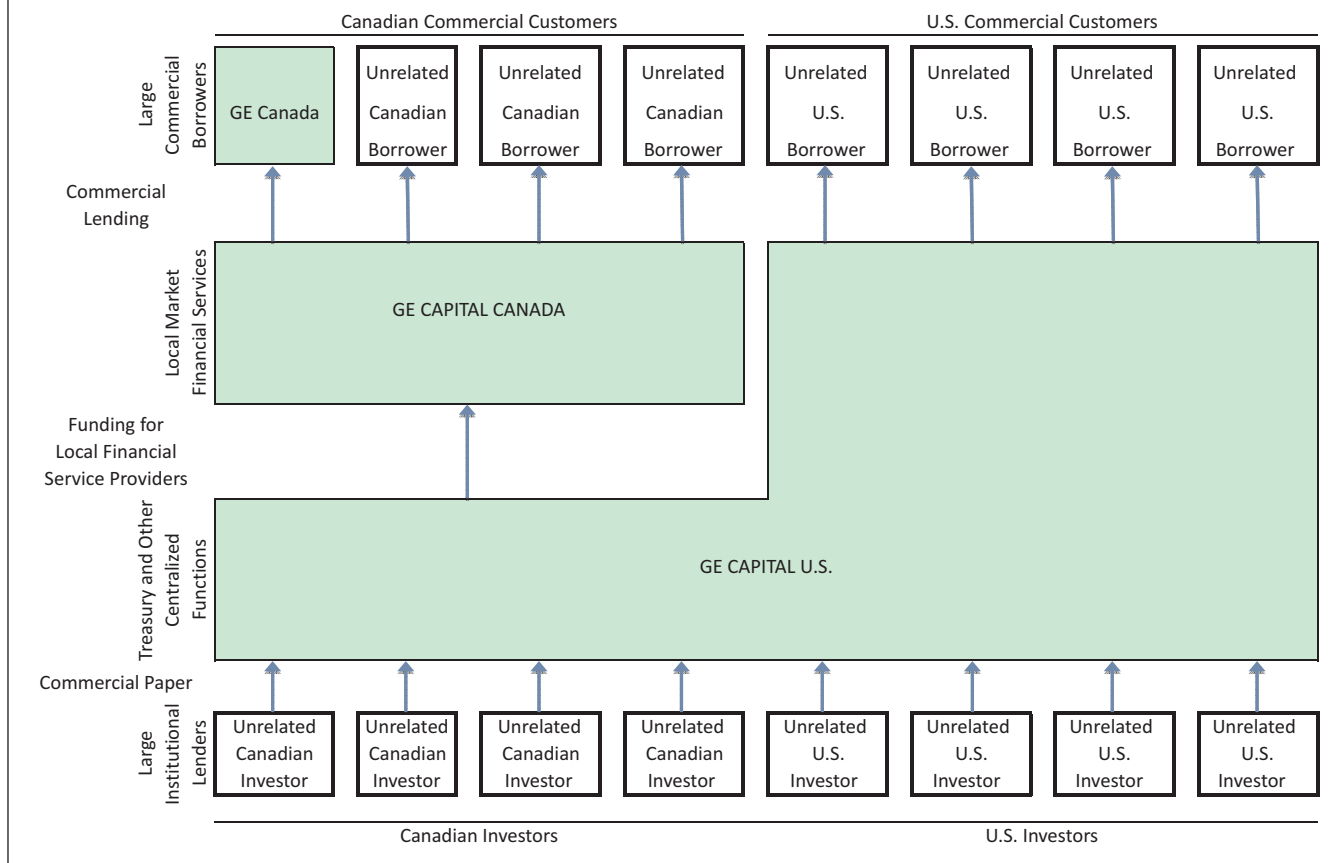 Canadian Commercial Customers
U.S. Commercial Customers
Large
Commercial
Borrowers
GE Canada
Unrelated
Canadian
Borrower
Unrelated
Canadian
Borrower
Unrelated
Canadian
Borrower
Unrelated
U.S.
Borrower
Unrelated
U.S.
Borrower
Unrelated
U.S.
Borrower
Unrelated
U.S.
Borrower
Commercial
Lending
Local Market
Financial Services
GE CAPITAL CANADA
Funding for
Local Financial
Service Providers
Treasury and Other
Centralized
Functions
GE CAPITAL U.S.
Commercial Paper
Large
Institutional
Lenders
Unrelated
Canadian
Investor
Unrelated
Canadian
Investor
Unrelated
Canadian
Investor
Unrelated
Canadian
Investor
Unrelated
U.S.
Investor
Unrelated
U.S.
Investor
Unrelated
U.S.
Investor
Unrelated
U.S.
Investor
Canadian Investors
U.S. Investors